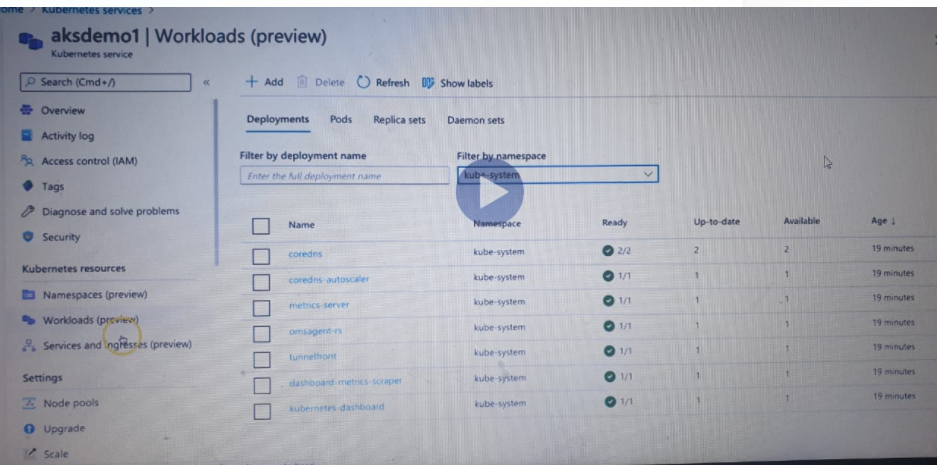 ome > Kubernetes services >
aksdemo1 | Workloads (preview)
Kubernetes service
Search (Cmd+/)
«
+ Add Delete Refresh Show labels
Overview
Activity log
Access control (IAM)
Tags
Diagnose and solve problems
Security
Kubernetes resources
Namespaces (preview)
Workloads (preview)
Services and ingresses (preview)
Settings
Node pools
Upgrade
Scale
Deployments Pods Replica sets Daemon sets
Filter by deployment name Filter by namespace
Enter the full deployment name kube-system
Name Namespace Ready Up-to-date Available Age ↓
coredns kube-system 2/2 2 2 19 minutes
coredns-autoscaler kube-system 1/1 1 1 19 minutes
metrics-server kube-system 1/1 1 1 19 minutes
omsagent-rs kube-system 1/1 1 1 19 minutes
tunnelfront kube-system 1/1 1 1 19 minutes
dashboard-metrics-scraper kube-system 1/1 1 1 19 minutes
kubernetes-dashboard kube-system 1/1 1 1 19 minutes